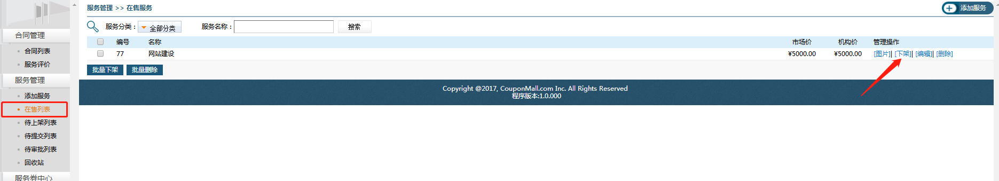 服务管理 >> 在售服务
添加服务
服务分类： 全部分类 服务名称： 搜索
编号 名称 市场价 机构价 管理操作
77 网站建设 ¥5000.00 ¥5000.00 [图片]| [下架]| [编辑]| [删除]
批量下架 批量删除
Copyright @2017, CouponMall.com Inc. All Rights Reserved
程序版本:1.0.000
合同管理
合同列表
服务评价
服务管理
添加服务
在售列表
待上架列表
待提交列表
待审批列表
回收站
服务券中心